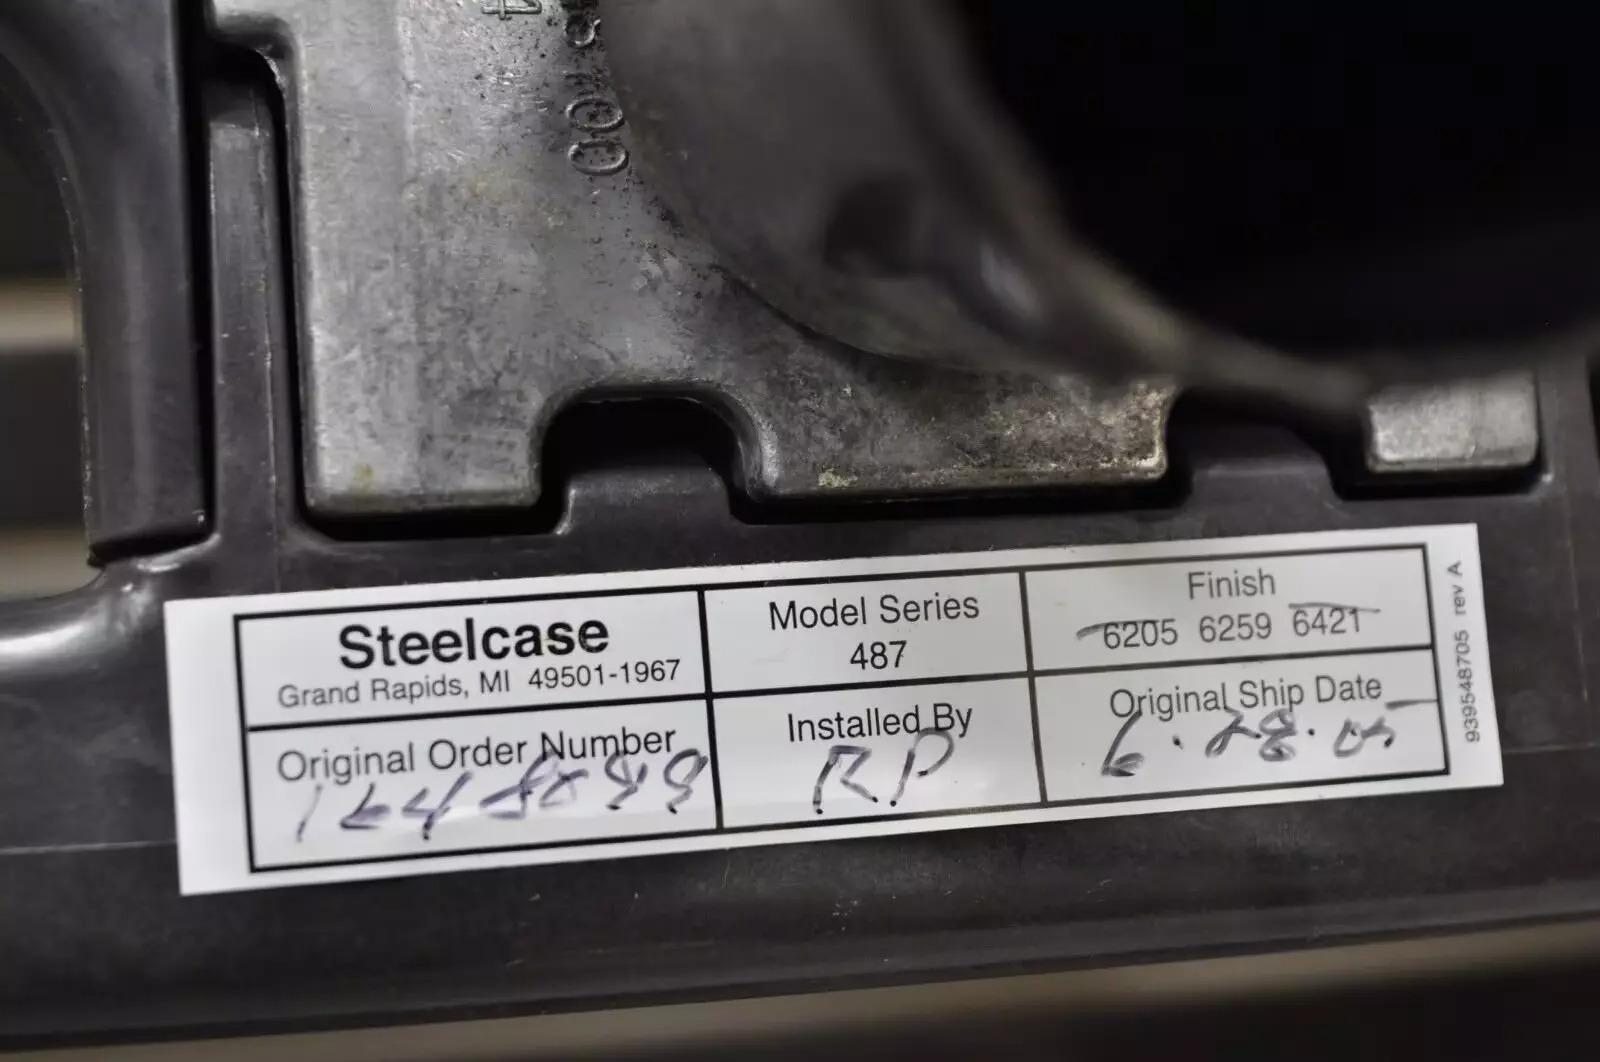 Steelcase
Grand Rapids, MI 49501-1967
Model Series
487
Finish
6205 6259 6421
Original Order Number
Installed By
RP
Original Ship Date
6.28.05
939548705 rev A